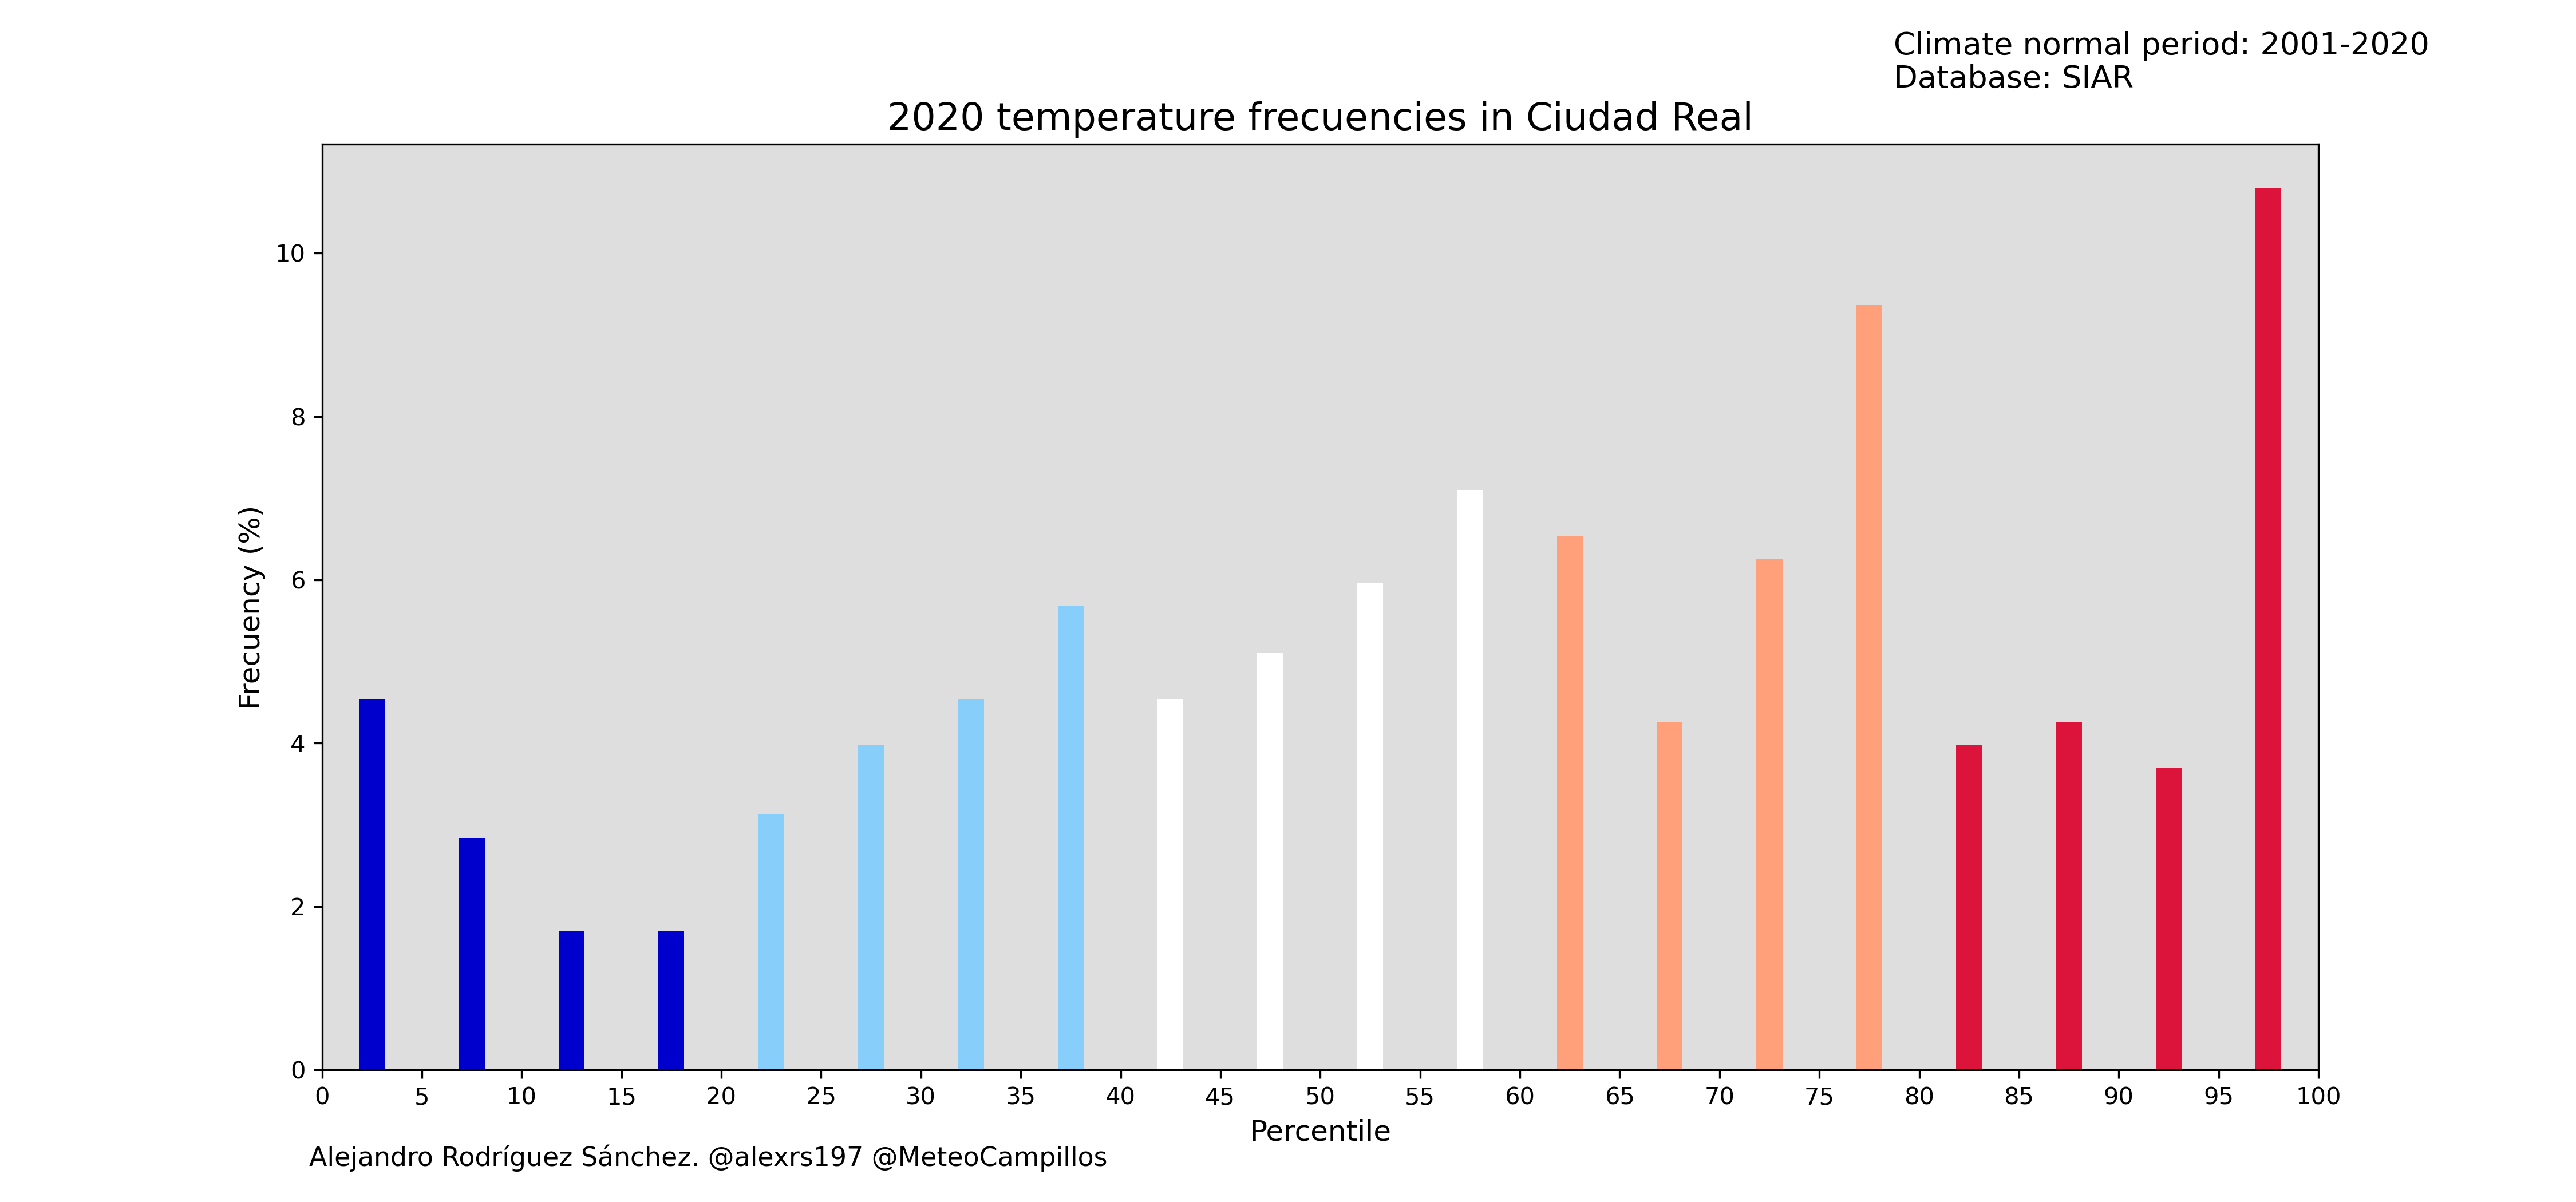 Climate normal period: 2001-2020
Database: SIAR
2020 temperature frecuencies in Ciudad Real
Frecuency (%)
10
8
6
4
2
0
0 5 10 15 20 25 30 35 40 45 50 55 60 65 70 75 80 85 90 95 100
Percentile
Alejandro Rodríguez Sánchez. @alexrs197 @MeteoCampillos